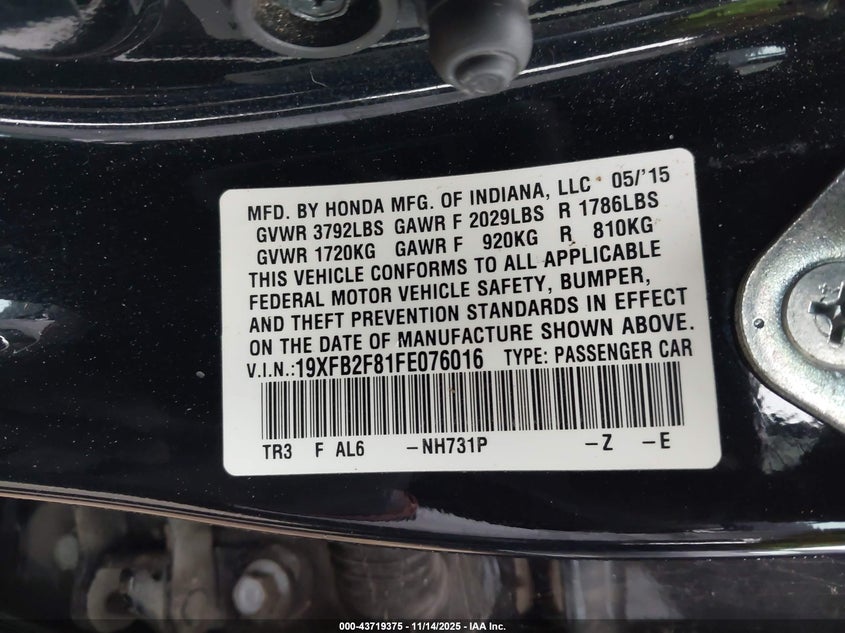 MFD. BY HONDA MFG. OF INDIANA, LLC 05/'15
GVWR 3792LBS GAWR F 2029LBS R 1786LBS
GVWR 1720KG GAWR F 920KG R 810KG
THIS VEHICLE CONFORMS TO ALL APPLICABLE
FEDERAL MOTOR VEHICLE SAFETY, BUMPER,
AND THEFT PREVENTION STANDARDS IN EFFECT
ON THE DATE OF MANUFACTURE SHOWN ABOVE.
V.I.N.:19XFB2F81FE076016 TYPE: PASSENGER CAR
TR3 F AL6 -NH731P -Z -E
000-43719375 — 11/14/2025 — IAA Inc.